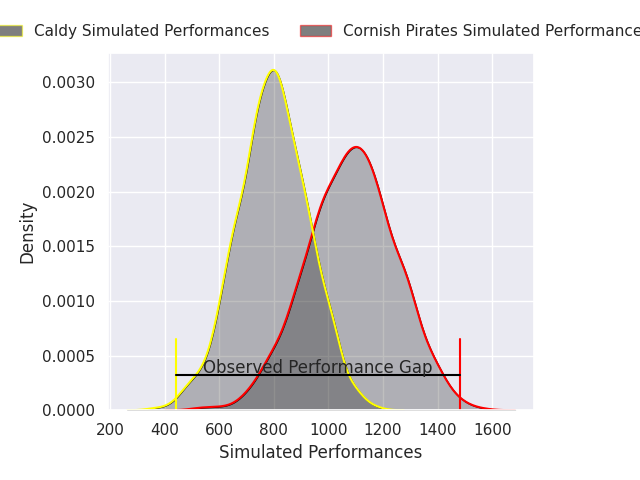 Caldy Simulated Performances
Cornish Pirates Simulated Performance
0.0030
0.0025
0.0020
0.0015
0.0010
0.0005
0.0000
Density
Observed Performance Gap
200 400 600 800 1000 1200 1400 1600
Simulated Performances